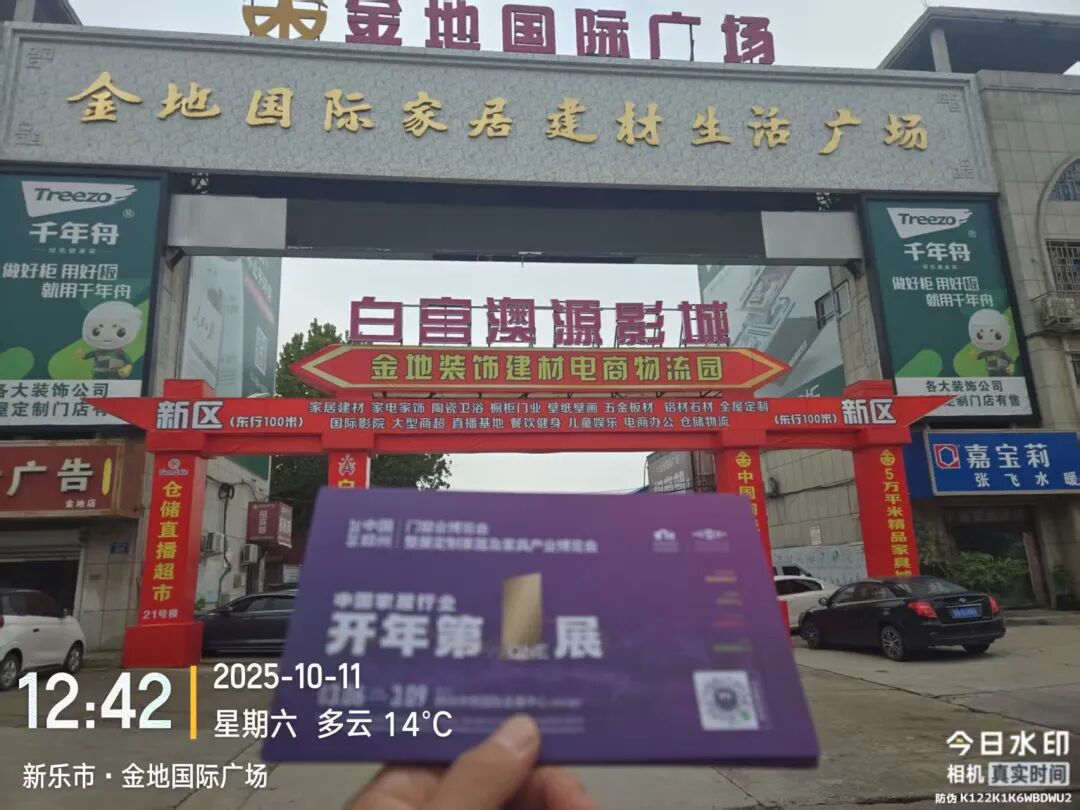 金地国际广场
金地国际家居建材生活广场
Treezo
千年舟
做好柜 用好板
就用千年舟
各大装饰公司
Treezo
千年舟
做好柜 用好板
就用千年舟
各大装饰公司
全屋定制门店有售
白宫澳源影城
金地装饰建材电商物流园
新区 (东行100米)
家居建材 家电家饰 陶瓷卫浴 橱柜门业 壁纸壁画 五金板材 铝材石材 全屋定制
国际影院 大型商超 直播基地 餐饮健身 儿童娱乐 电商办公 仓储物流
(东行100米) 新区
广告
金地店
仓储直播超市
21号楼
中国
5万平米精品家具城
嘉宝莉
张飞水暖
中国
郑州
门窗业博览会
整屋定制家居及家具产业博览会
中国家居行业
开年第
展
12:42
2025-10-11
星期六 多云 14°C
新乐市·金地国际广场
今日水印
相机 真实时间
防伪 K122K1K6WBDWU2